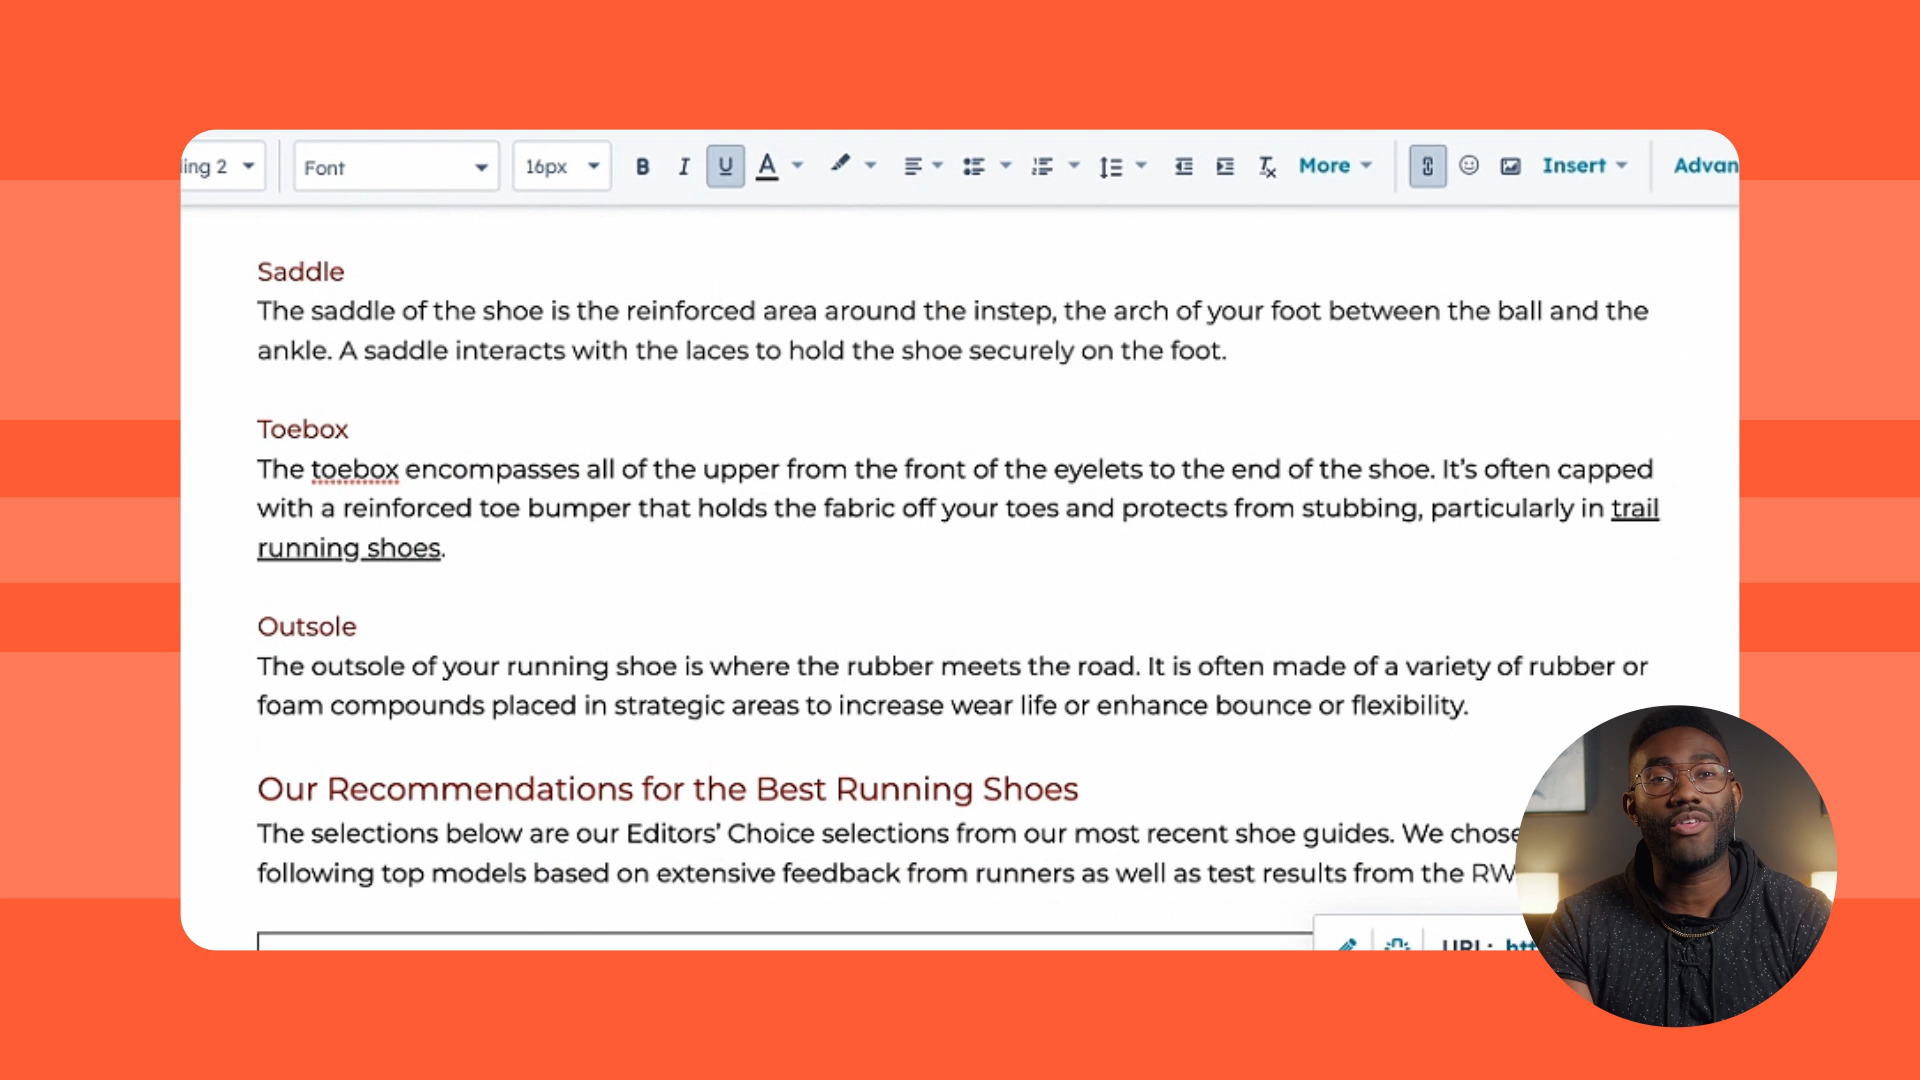 ing 2 Font 16px B I U A More Insert Advan
Saddle
The saddle of the shoe is the reinforced area around the instep, the arch of your foot between the ball and the
ankle. A saddle interacts with the laces to hold the shoe securely on the foot.
Toebox
The toebox encompasses all of the upper from the front of the eyelets to the end of the shoe. It’s often capped
with a reinforced toe bumper that holds the fabric off your toes and protects from stubbing, particularly in trail
running shoes.
Outsole
The outsole of your running shoe is where the rubber meets the road. It is often made of a variety of rubber or
foam compounds placed in strategic areas to increase wear life or enhance bounce or flexibility.
Our Recommendations for the Best Running Shoes
The selections below are our Editors’ Choice selections from our most recent shoe guides. We chose
following top models based on extensive feedback from runners as well as test results from the RW
URL: htt